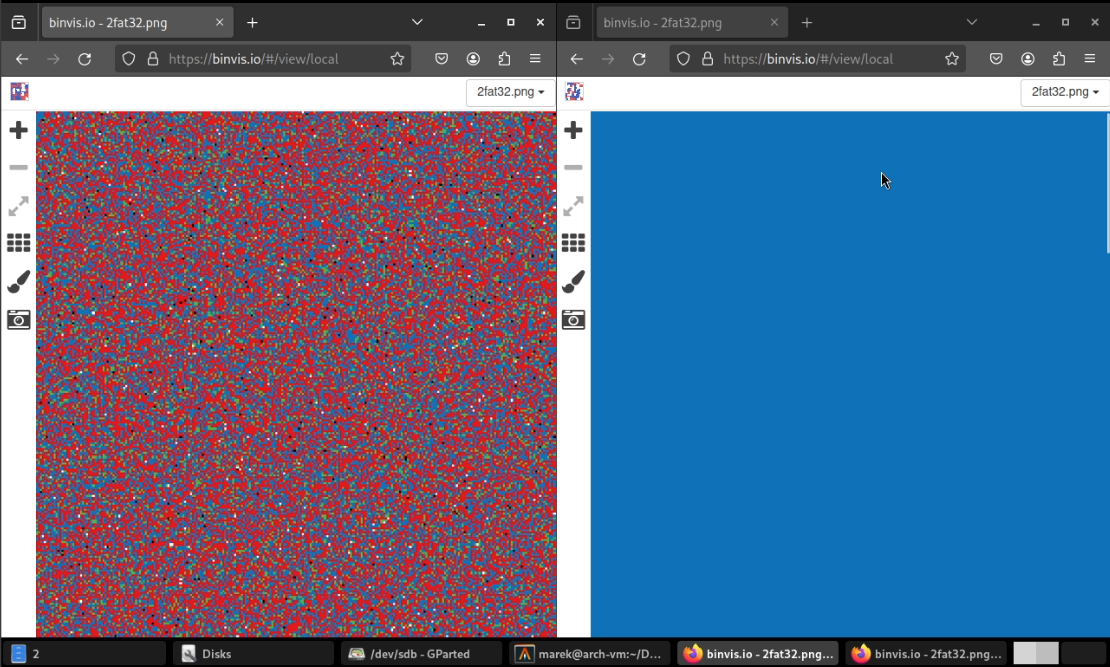 binvis.io - 2fat32.png
https://binvis.io/#/view/local
2fat32.png
binvis.io - 2fat32.png
https://binvis.io/#/view/local
2fat32.png
2
Disks
/dev/sdb - GParted
marek@arch-vm:~/D...
binvis.io - 2fat32.png...
binvis.io - 2fat32.png...